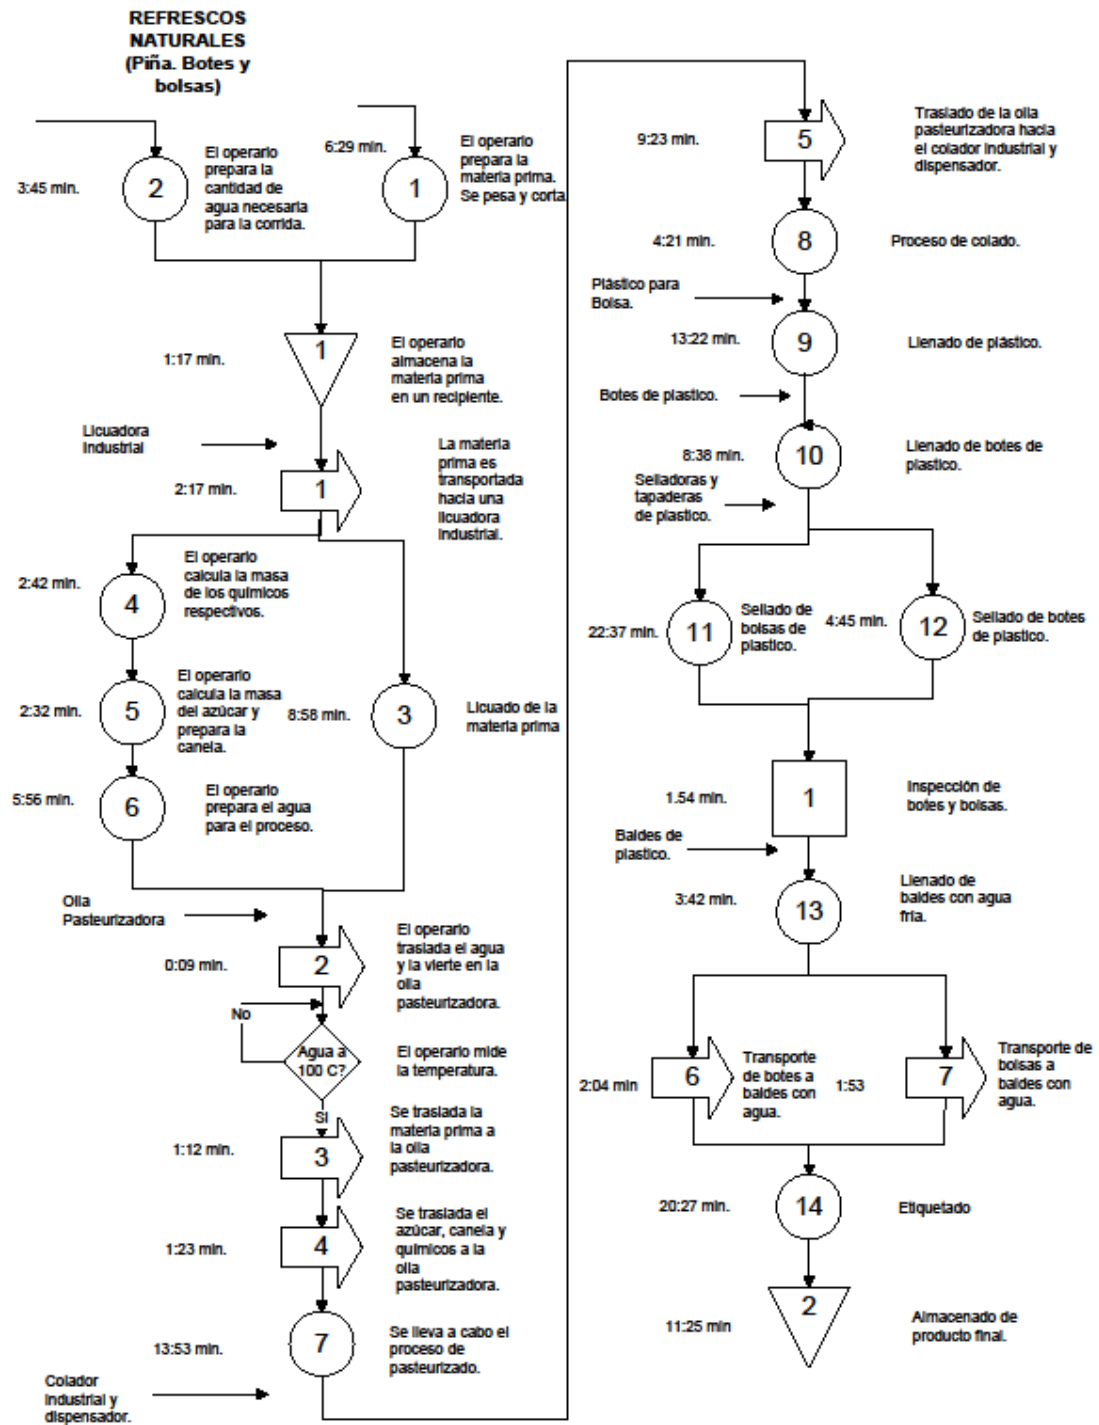 REFRESCOS
NATURALES
(Piña. Botes y
bolsas)
3:45 min.
2
El operario
prepara la
cantidad de
agua necesaria
para la corrida.
6:29 min.
1
El operario
prepara la
materia prima.
Se pesa y corta.
1:17 min.
1
El operario
almacena la
materia prima
en un recipiente.
Licuadora
Industrial
2:17 min.
1
La materia
prima es
transportada
hacia una
licuadora
Industrial.
2:42 min.
4
El operario
calcula la masa
de los químicos
respectivos.
2:32 min.
5
El operario
calcula la masa
del azúcar y
prepara la
canela.
8:58 min.
3
Licuado de la
materia prima
5:56 min.
6
El operario
prepara el agua
para el proceso.
Olla
Pasteurizadora
0:09 min.
2
El operario
traslada el agua
y la vierte en la
olla
pasteurizadora.
No
Agua a
100 C?
El operario mide
la temperatura.
Si
1:12 min.
3
Se traslada la
materia prima a
la olla
pasteurizadora.
1:23 min.
4
Se traslada el
azúcar, canela y
químicos a la
olla
pasteurizadora.
13:53 min.
7
Se lleva a cabo el
proceso de
pasteurizado.
Colador
Industrial y
dispensador.
9:23 min.
5
Traslado de la olla
pasteurizadora hacia
el colador industrial y
dispensador.
4:21 min.
8
Proceso de colado.
Plástico para
Bolsa.
13:22 min.
9
Llenado de plástico.
Botes de plastico.
8:38 min.
10
Llenado de botes de
plastico.
Selladoras y
tapaderas
de plastico.
22:37 min.
11
Sellado de
bolsas de
plastico.
4:45 min.
12
Sellado de botes
de plastico.
1.54 min.
1
Inspección de
botes y bolsas.
Baldes de
plastico.
3:42 min.
13
Llenado de
baldes con agua
fria.
2:04 min
6
Transporte
de botes a
baldes con
agua.
1:53
7
Transporte de
bolsas a
baldes con
agua.
20:27 min.
14
Etiquetado
11:25 min
2
Almacenado de
producto final.